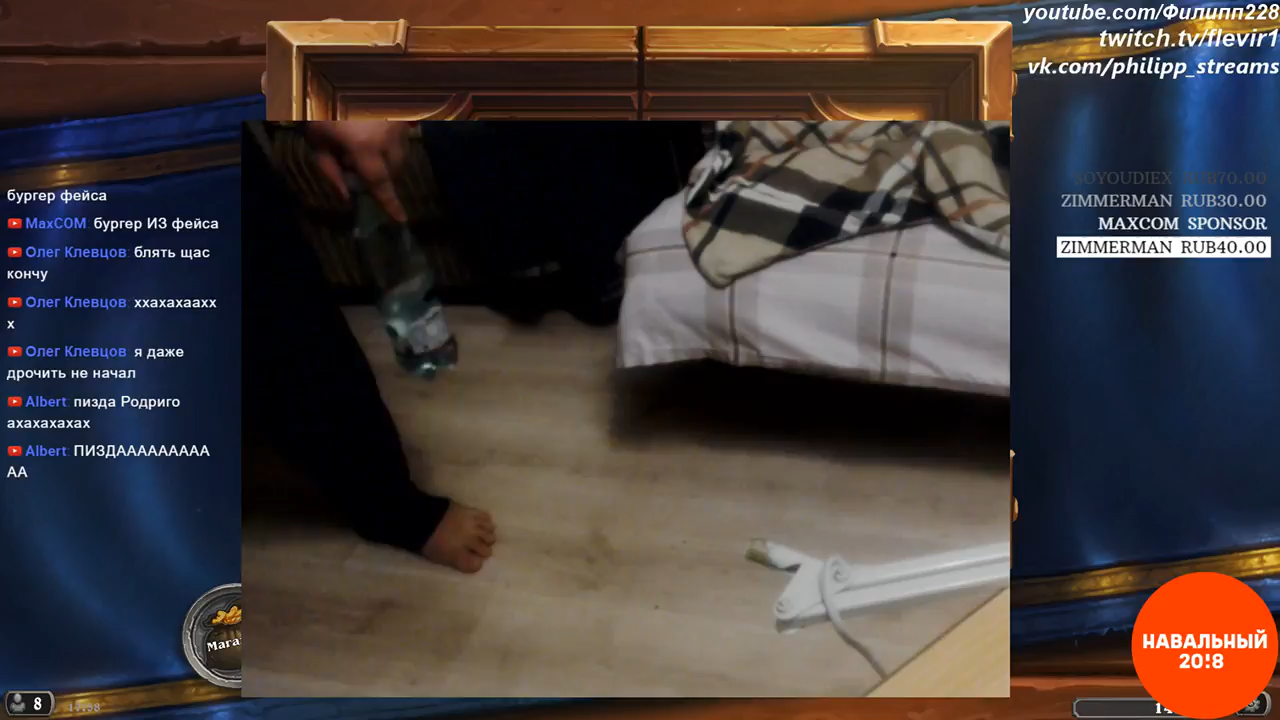 youtube.com/Филипп228
twitch.tv/flevir1
vk.com/philipp_streams
бургер фейса
MaxCOM: бургер ИЗ фейса
Олег Клевцов: блять щас
кончу
Олег Клевцов: ххахахаахх
х
Олег Клевцов: я даже
дрочить не начал
Albert: пизда Родриго
ахахахахах
Albert: ПИЗДААААААААА
АА
ZIMMERMAN RUB30.00
MAXCOM SPONSOR
ZIMMERMAN RUB40.00
НАВАЛЬНЫЙ
20!8
8